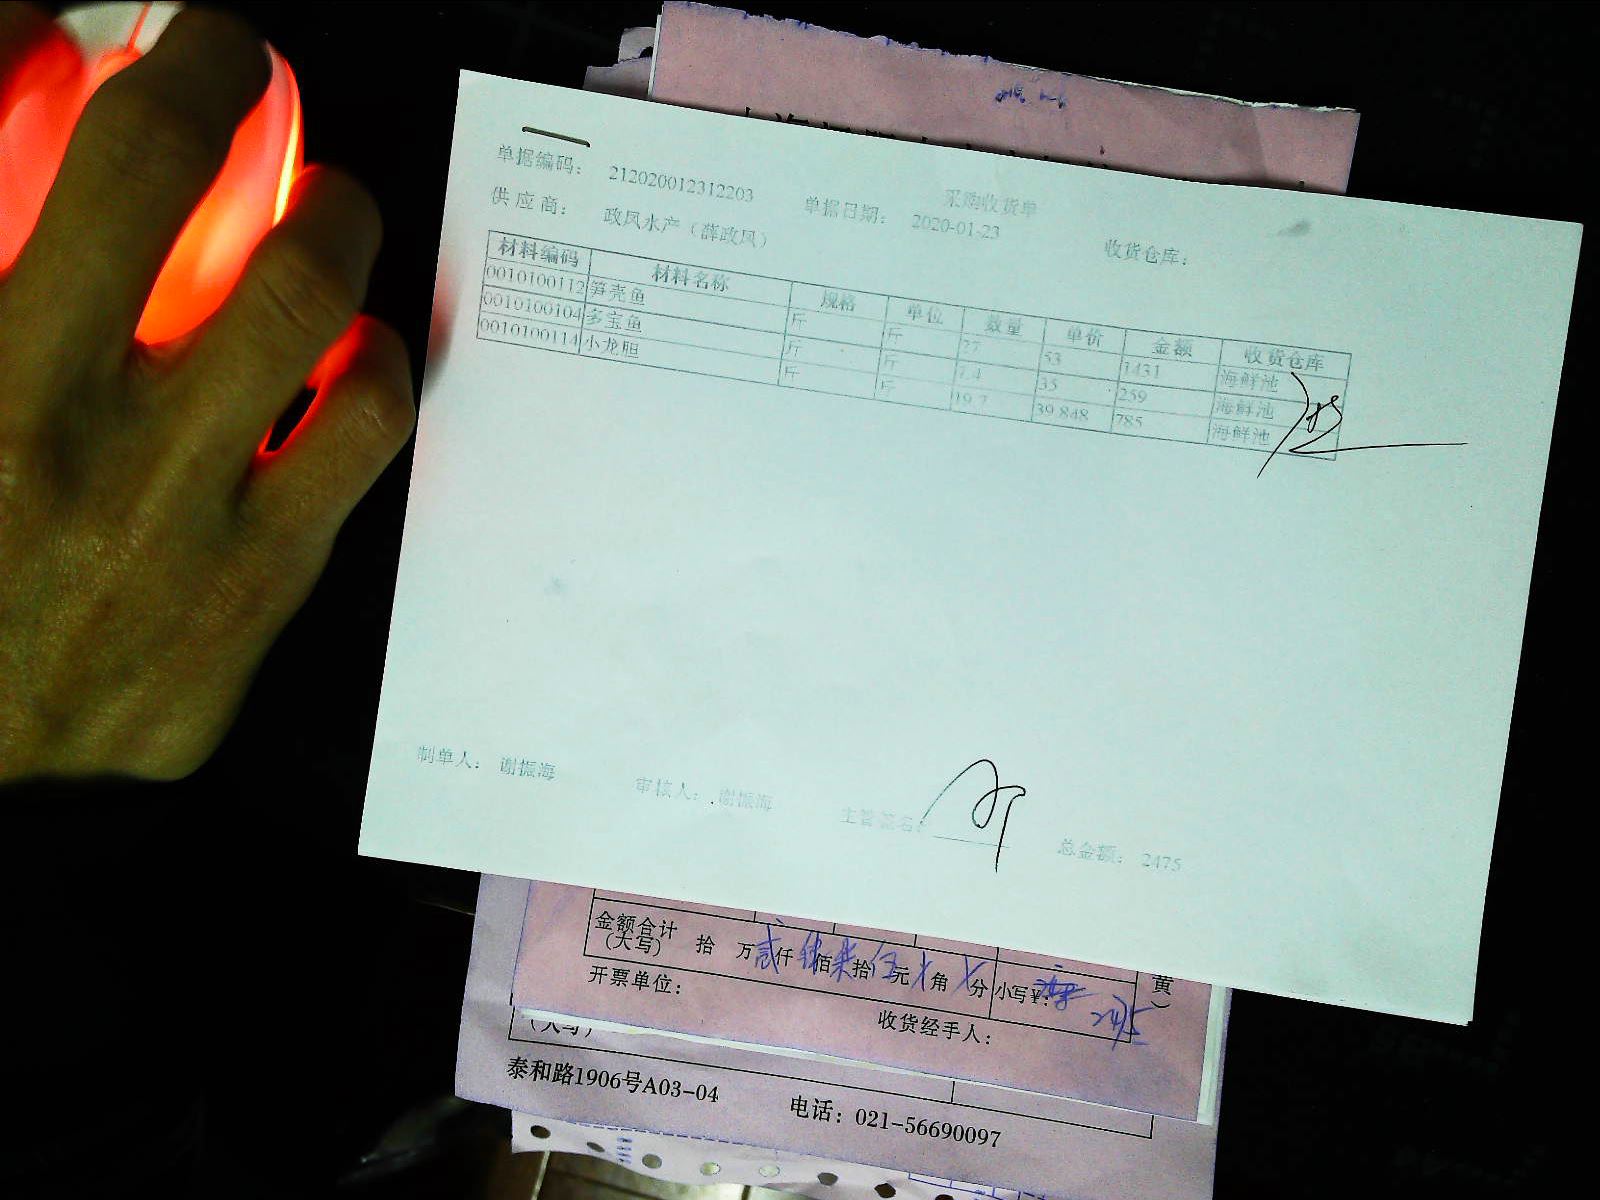 采购收货单
单据编码： 212020012312203 单据日期： 2020-01-23 收货仓库：
供应商： 政风水产（薛政风）
材料编码 材料名称 规格 单位 数量 单价 金额 收货仓库
0010100112 笋壳鱼 斤 斤 27 53 1431 海鲜池
0010100104 多宝鱼 斤 斤 7.4 35 259 海鲜池
0010100114 小龙胆 斤 斤 19.7 39.848 785 海鲜池
制单人： 谢振海 审核人： 谢振海 主管签名： 总金额： 2475
金额合计
（大写） 拾 万 贰 仟 肆 佰 柒 拾 伍 元 角 分 小写￥： 2475
黄）
开票单位：
收货经手人：
（大写）
泰和路1906号A03-04 电话：021-56690097